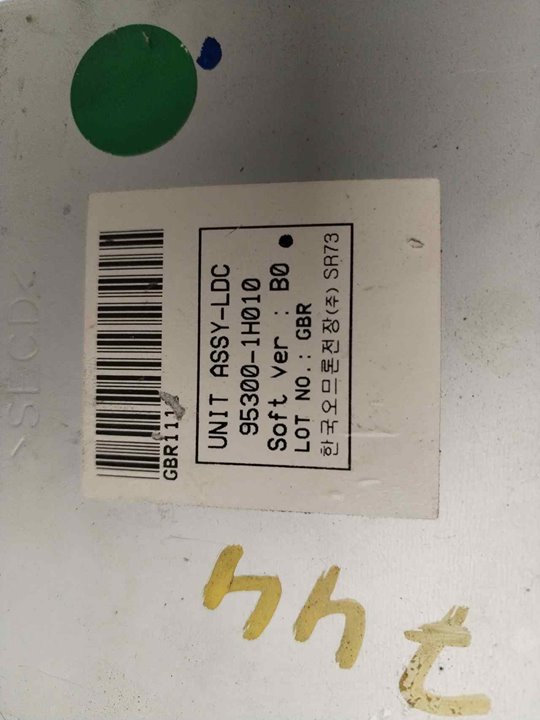 UNIT ASSY-LDC
95300-1H010
Soft ver : B0
LOT NO.: GBR
한국오므론전장(주) SR73
GBR111
>SECD<
744